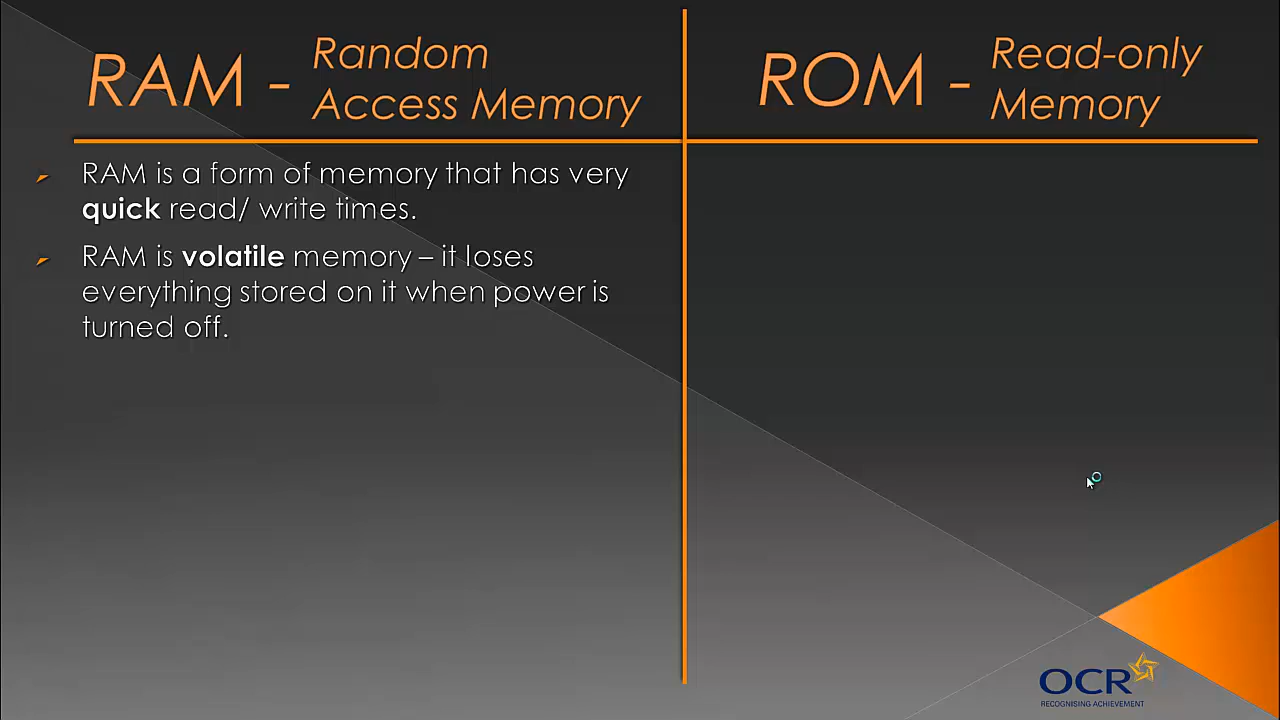 RAM - Random
Access Memory
ROM - Read-only
Memory
RAM is a form of memory that has very
quick read/ write times.
RAM is volatile memory – it loses
everything stored on it when power is
turned off.
OCR
RECOGNISING ACHIEVEMENT